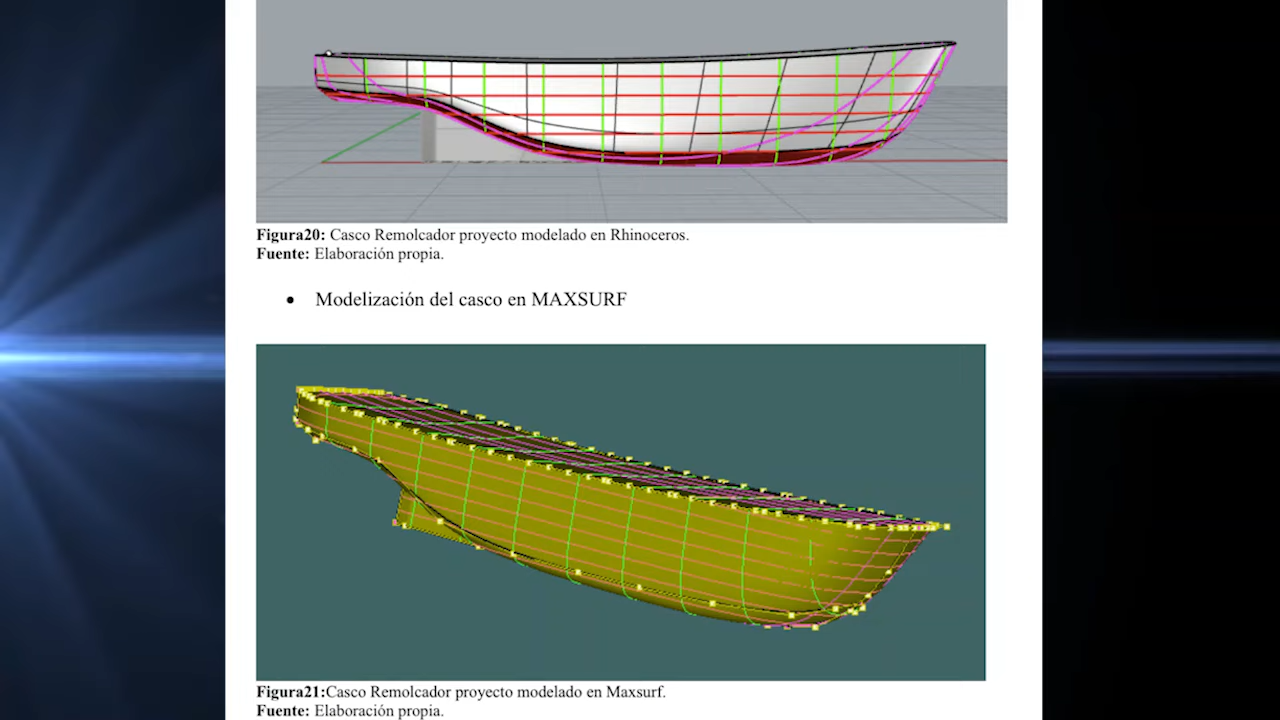 Figura20: Casco Remolcador proyecto modelado en Rhinoceros.
Fuente: Elaboración propia.
• Modelización del casco en MAXSURF
Figura21:Casco Remolcador proyecto modelado en Maxsurf.
Fuente: Elaboración propia.